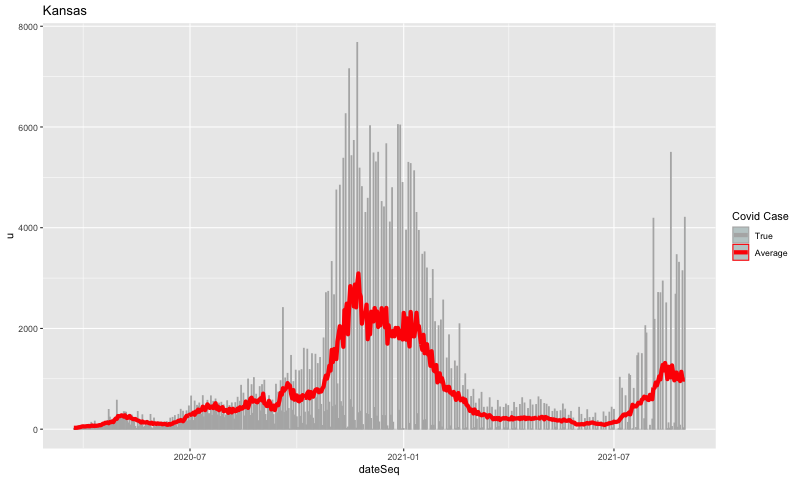 Kansas
8000
6000
4000
2000
0
u
2020-07
2021-01
2021-07
dateSeq
Covid Case
True
Average